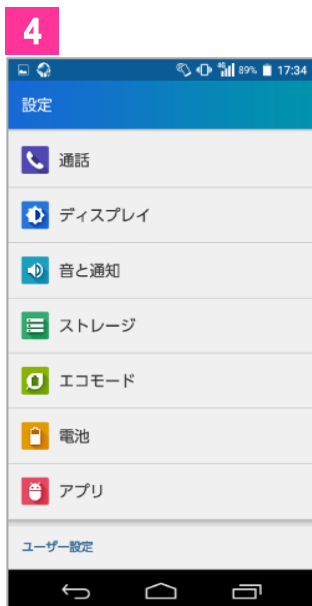 4
4G 89% 17:34
設定
通話
ディスプレイ
音と通知
ストレージ
エコモード
電池
アプリ
ユーザー設定